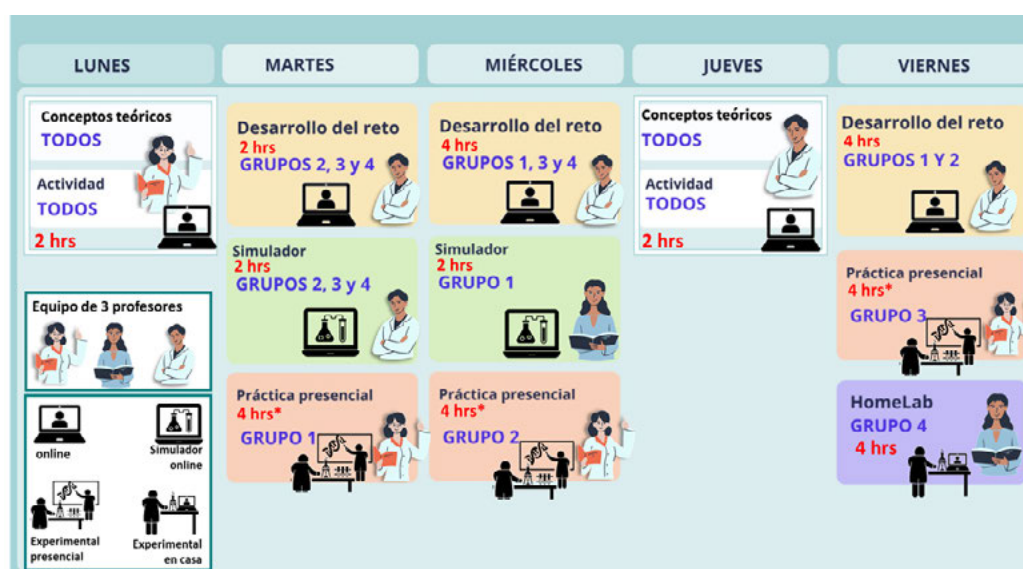 LUNES
MARTES
MIÉRCOLES
JUEVES
VIERNES
Conceptos teóricos
TODOS
Actividad
TODOS
2 hrs
Equipo de 3 profesores
online
Simulador
online
Experimental
presencial
Experimental
en casa
Desarrollo del reto
2 hrs
GRUPOS 2, 3 y 4
Simulador
2 hrs
GRUPOS 2, 3 y 4
Práctica presencial
4 hrs*
GRUPO 1
Desarrollo del reto
4 hrs
GRUPOS 1, 3 y 4
Simulador
2 hrs
GRUPO 1
Práctica presencial
4 hrs*
GRUPO 2
Conceptos teóricos
TODOS
Actividad
TODOS
2 hrs
Desarrollo del reto
4 hrs
GRUPOS 1 Y 2
Práctica presencial
4 hrs*
GRUPO 3
HomeLab
GRUPO 4
4 hrs